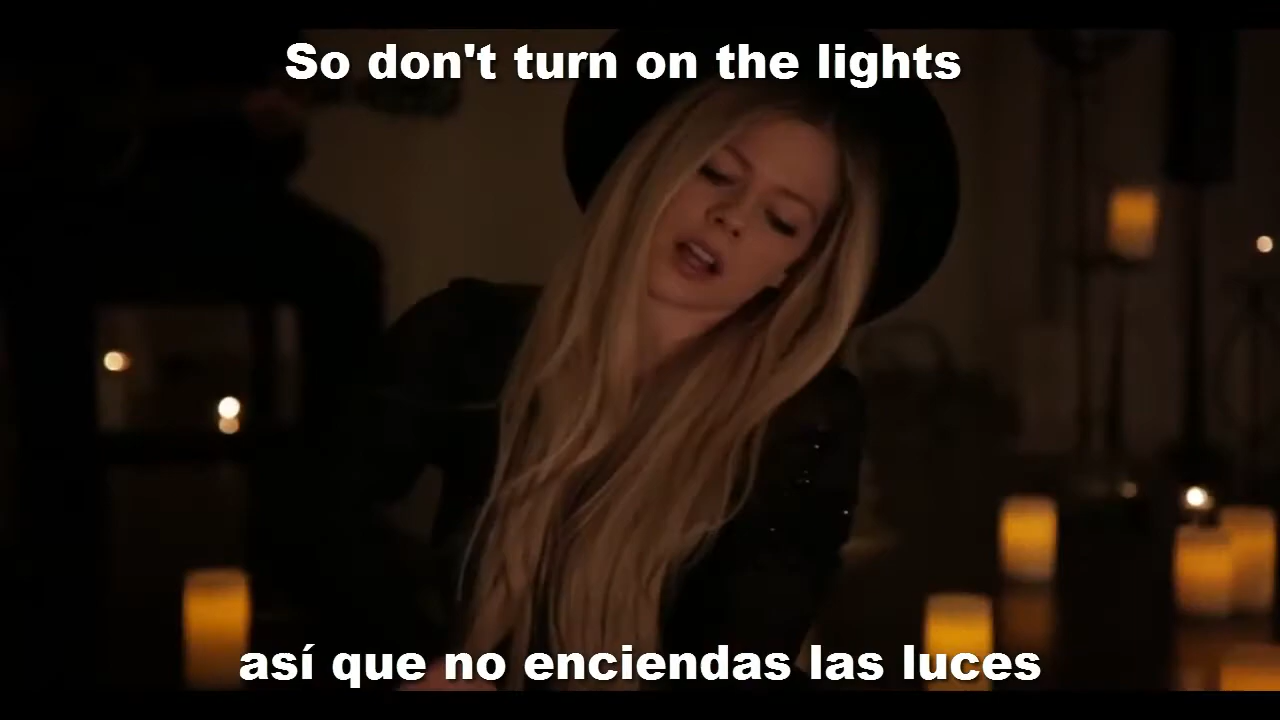 So don't turn on the lights
así que no enciendas las luces